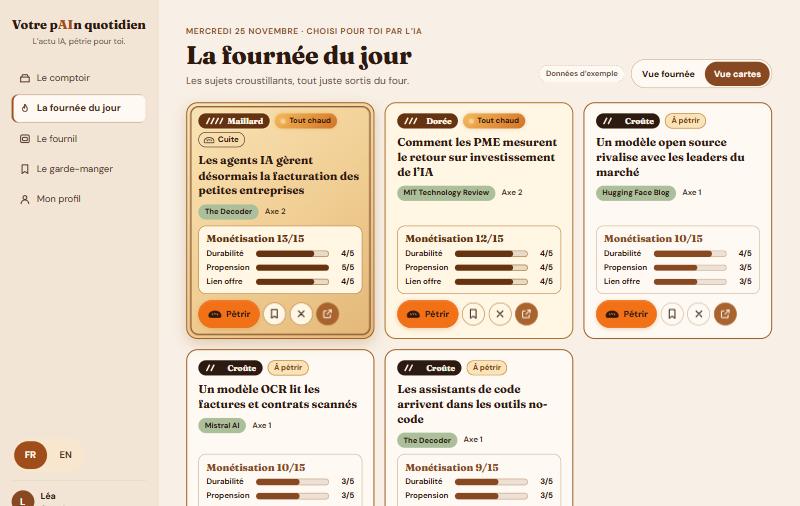 Votre pAIn quotidien
L'actu IA, pétrie pour toi.
Le comptoir
La fournée du jour
Le fournil
Le garde-manger
Mon profil
FR
EN
L
Léa
MERCREDI 25 NOVEMBRE · CHOISI POUR TOI PAR L'IA
La fournée du jour
Les sujets croustillants, tout juste sortis du four.
Données d'exemple
Vue fournée
Vue cartes
Maillard
Tout chaud
Cuite
Les agents IA gèrent
désormais la facturation des
petites entreprises
The Decoder
Axe 2
Monétisation 13/15
Durabilité 4/5
Propension 5/5
Lien offre 4/5
Pétrir
Dorée
Tout chaud
Comment les PME mesurent
le retour sur investissement
de l'IA
MIT Technology Review
Axe 2
Monétisation 12/15
Durabilité 4/5
Propension 4/5
Lien offre 4/5
Pétrir
Croûte
À pétrir
Un modèle open source
rivalise avec les leaders du
marché
Hugging Face Blog
Axe 1
Monétisation 10/15
Durabilité 4/5
Propension 3/5
Lien offre 3/5
Pétrir
Croûte
À pétrir
Un modèle OCR lit les
factures et contrats scannés
Mistral AI
Axe 1
Monétisation 10/15
Durabilité 3/5
Propension 3/5
Croûte
À pétrir
Les assistants de code
arrivent dans les outils no-
code
The Decoder
Axe 1
Monétisation 9/15
Durabilité 3/5
Propension 3/5